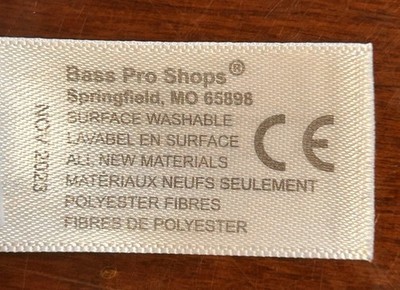 Bass Pro Shops®
Springfield, MO 65898
SURFACE WASHABLE
LAVABEL EN SURFACE
ALL NEW MATERIALS
MATÉRIAUX NEUFS SEULEMENT
POLYESTER FIBRES
FIBRES DE POLYESTER
CE
NOV 2023